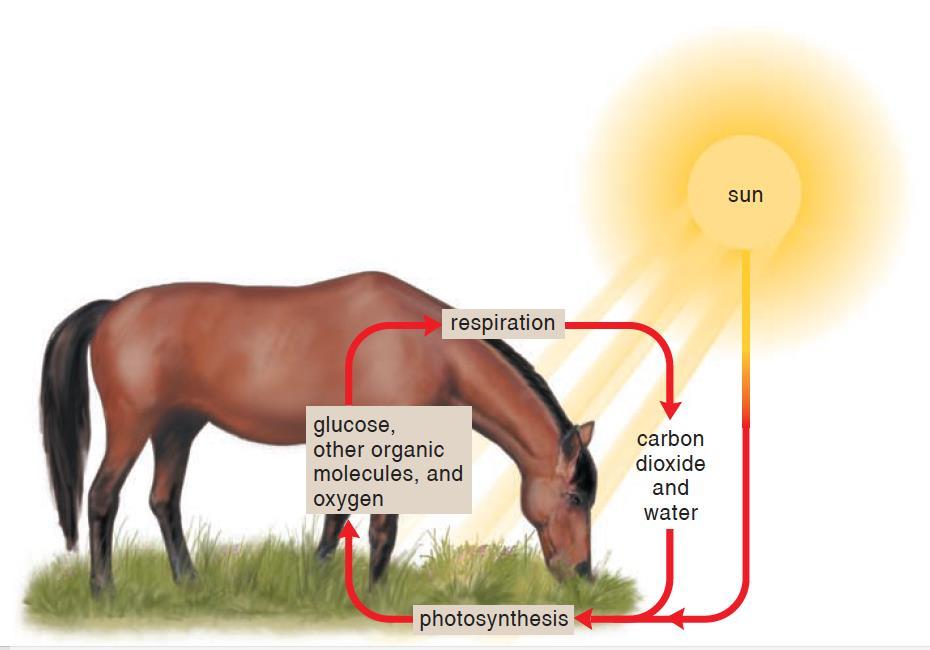 sun
respiration
glucose,
other organic
molecules, and
oxygen
carbon
dioxide
and
water
photosynthesis